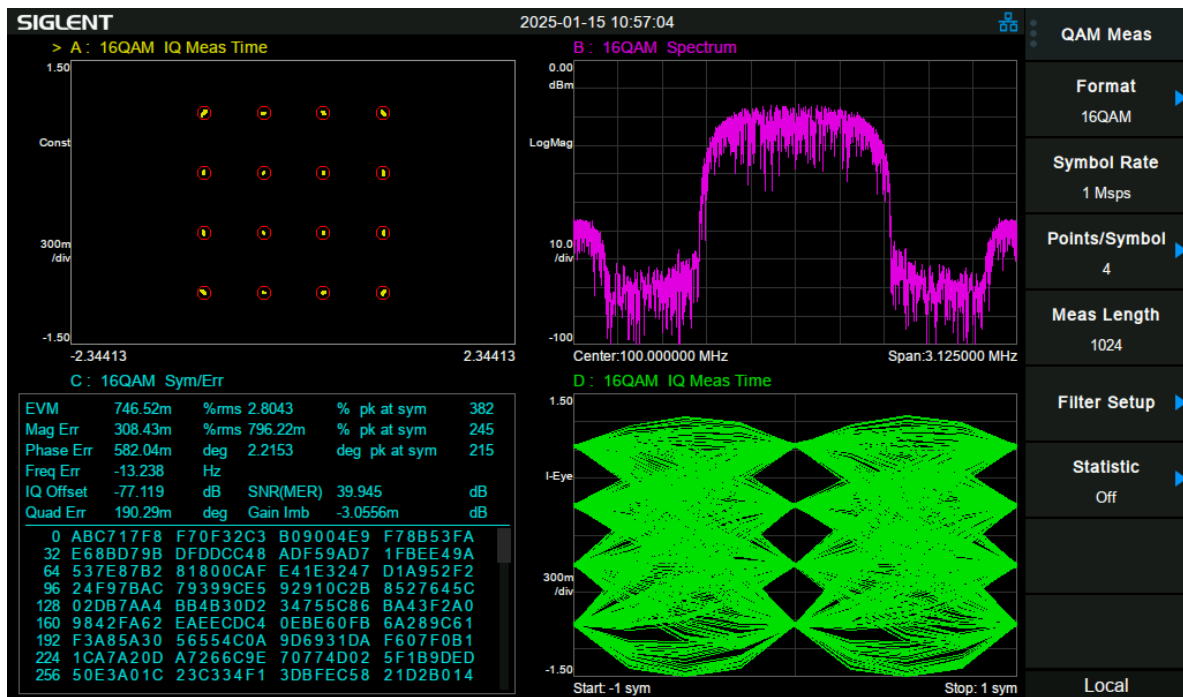 SIGLENT
2025-01-15 10:57:04
> A : 16QAM IQ Meas Time
1.50
Const
300m
/div
-1.50
-2.34413
2.34413
B : 16QAM Spectrum
0.00
dBm
LogMag
10.0
/div
-100
Center:100.000000 MHz
Span:3.125000 MHz
C : 16QAM Sym/Err
EVM 746.52m %rms 2.8043 % pk at sym 382
Mag Err 308.43m %rms 796.22m % pk at sym 245
Phase Err 582.04m deg 2.2153 deg pk at sym 215
Freq Err -13.238 Hz
IQ Offset -77.119 dB SNR(MER) 39.945 dB
Quad Err 190.29m deg Gain Imb -3.0556m dB
0 ABC717F8 F70F32C3 B09004E9 F78B53FA
32 E68BD79B DFDDCC48 ADF59AD7 1FBEE49A
64 537E87B2 81800CAF E41E3247 D1A952F2
96 24F97BAC 79399CE5 92910C2B 8527645C
128 02DB7AA4 BB4B30D2 34755C86 BA43F2A0
160 9842FA62 EAEECDC4 0EBE60FB 6A289C61
192 F3A85A30 56554C0A 9D6931DA F607F0B1
224 1CA7A20D A7266C9E 70774D02 5F1B9DED
256 50E3A01C 23C334F1 3DBFEC58 21D2B014
D : 16QAM IQ Meas Time
1.50
I-Eye
300m
/div
-1.50
Start: -1 sym
Stop: 1 sym
QAM Meas
Format
16QAM
Symbol Rate
1 Msps
Points/Symbol
4
Meas Length
1024
Filter Setup
Statistic
Off
Local